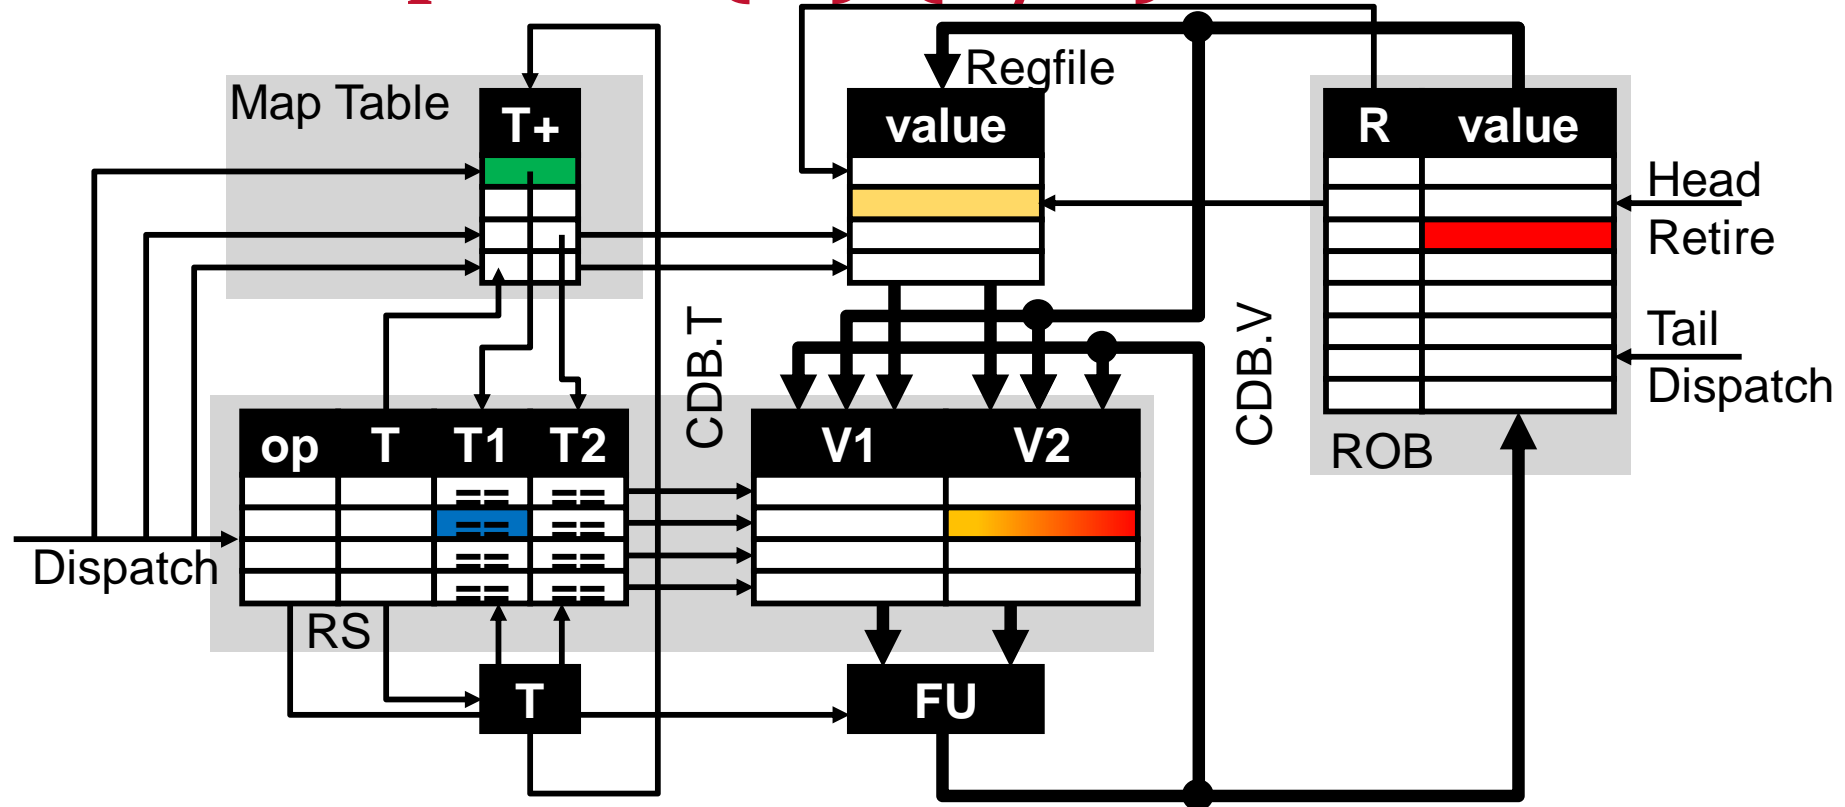 Regfile
Map Table
T+
value
R value
Head
Retire
Tail
Dispatch
CDB.T
CDB.V
ROB
op T T1 T2
V1 V2
== ==
== ==
== ==
== ==
Dispatch
RS
T
FU